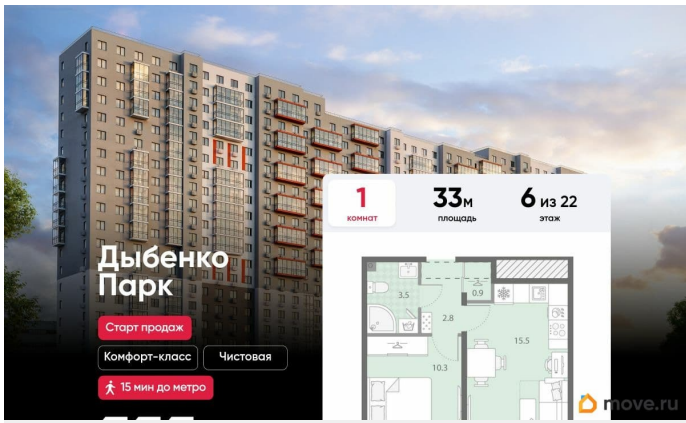 1
комнат
33м
площадь
6 из 22
этаж
Дыбенко
Парк
Старт продаж
Комфорт-класс
Чистовая
15 мин до метро
3.5
0.9
2.8
15.5
10.3
move.ru